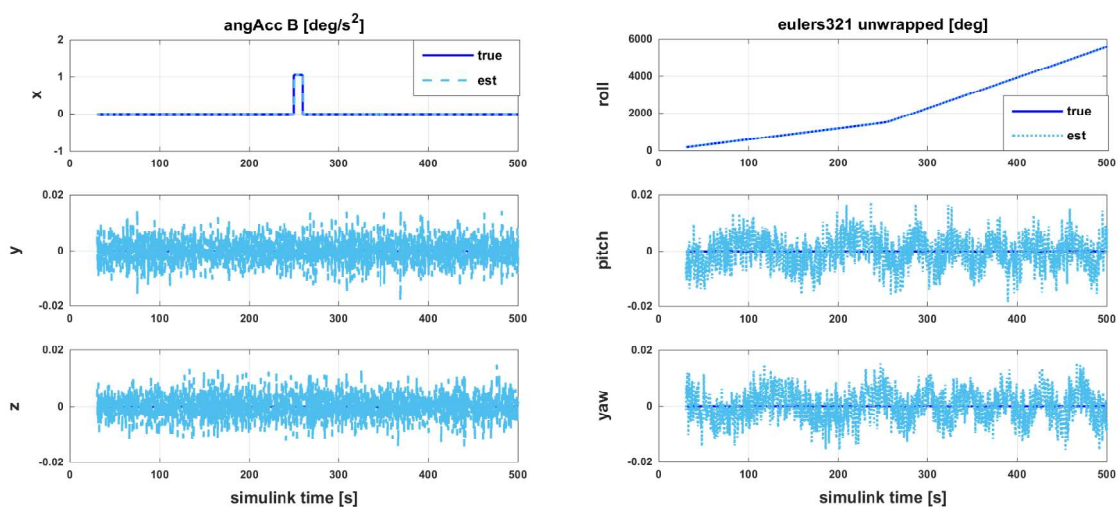 angAcc B [deg/s²]
2
1
0
-1
x
true
est
0 100 200 300 400 500
0.02
0
-0.02
y
0 100 200 300 400 500
0.02
0
-0.02
z
0 100 200 300 400 500
simulink time [s]
eulers321 unwrapped [deg]
6000
4000
2000
0
roll
true
est
0 100 200 300 400 500
0.02
0
-0.02
pitch
0 100 200 300 400 500
0.02
0
-0.02
yaw
0 100 200 300 400 500
simulink time [s]